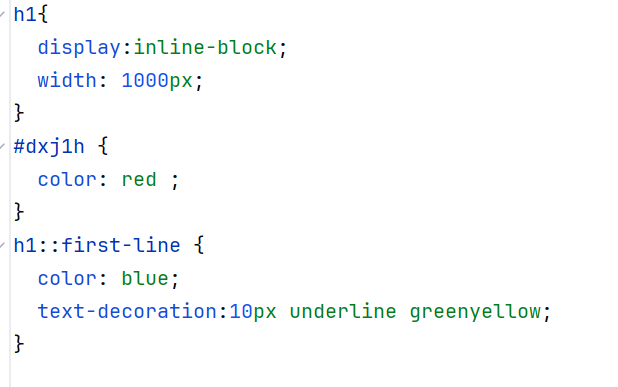 h1{
display:inline-block;
width: 1000px;
}
#dxj1h {
color: red ;
}
h1::first-line {
color: blue;
text-decoration:10px underline greenyellow;
}